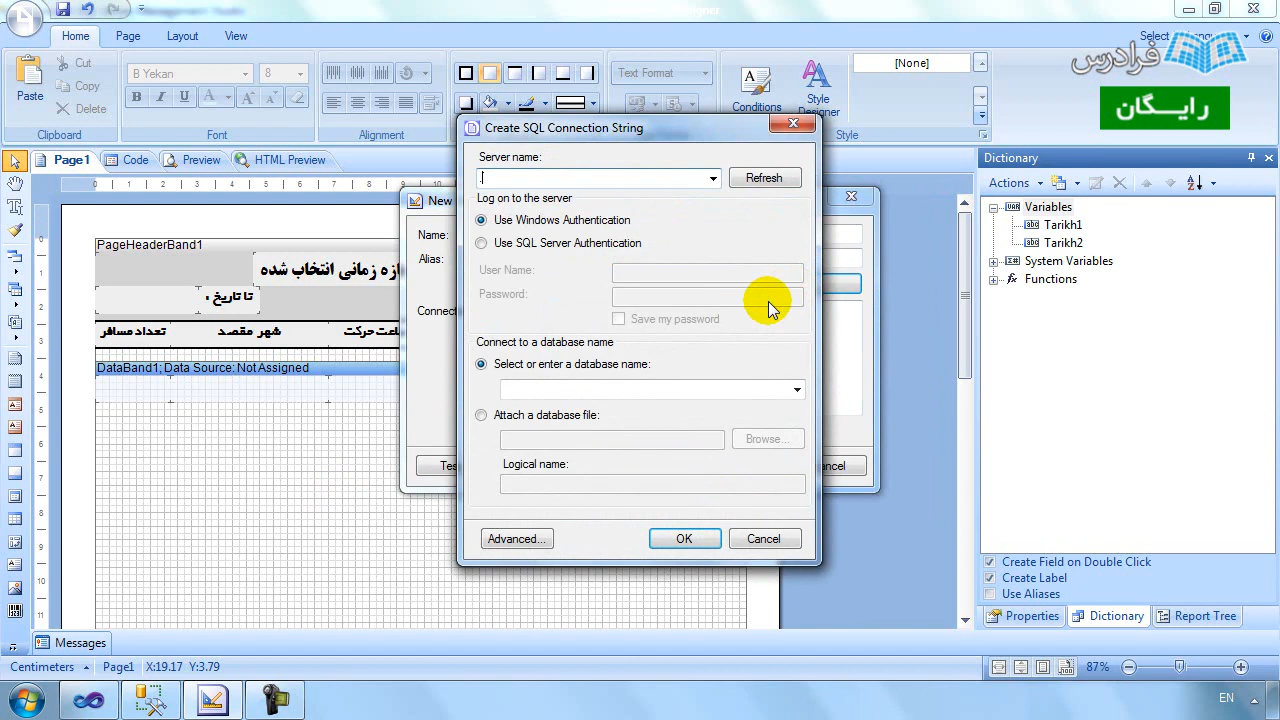 Home
Page
Layout
View
فرادرس
رایگان
Paste
Cut
Copy
Delete
Clipboard
B Yekan
8
B I U
Font
Alignment
Text Format
[None]
Conditions
Style
Designer
Style
Page1
Code
Preview
HTML Preview
Dictionary
Actions
Variables
Tarikh1
Tarikh2
System Variables
Functions
PageHeaderBand1
ازه زمانی انتخاب شده
تا تاریخ :
تعداد مسافر
شهر مقصد
DataBand1; Data Source: Not Assigned
New
Name:
Alias:
Create SQL Connection String
Server name:
.
Refresh
Log on to the server
Use Windows Authentication
Use SQL Server Authentication
User Name:
Password:
Save my password
Connect to a database name
Select or enter a database name:
Attach a database file:
Browse...
Logical name:
Advanced...
OK
Cancel
Create Field on Double Click
Create Label
Use Aliases
Properties
Dictionary
Report Tree
Messages
Centimeters
Page1
X:19.17 Y:3.79
87%
EN